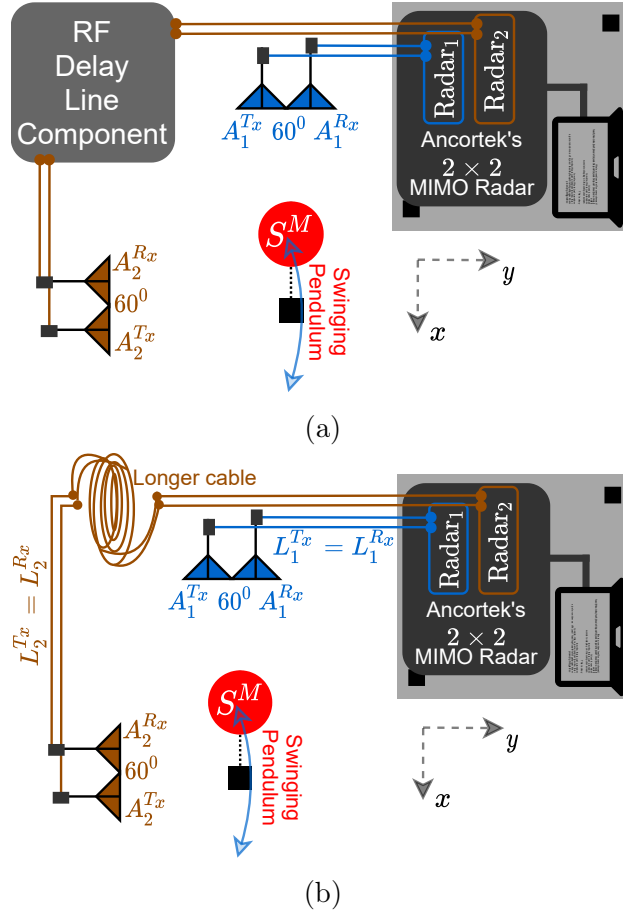 RF
Delay
Line
Component
Radar₁
Radar₂
A₁ᵀˣ 60⁰ A₁ᴿˣ
Ancortek's
2 × 2
MIMO Radar
A₂ᴿˣ
60⁰
A₂ᵀˣ
Sᴹ
Swinging
Pendulum
y
x
(a)
Longer cable
L₂ᵀˣ = L₂ᴿˣ
L₁ᵀˣ = L₁ᴿˣ
Radar₁
Radar₂
A₁ᵀˣ 60⁰ A₁ᴿˣ
Ancortek's
2 × 2
MIMO Radar
A₂ᴿˣ
60⁰
A₂ᵀˣ
Sᴹ
Swinging
Pendulum
y
x
(b)